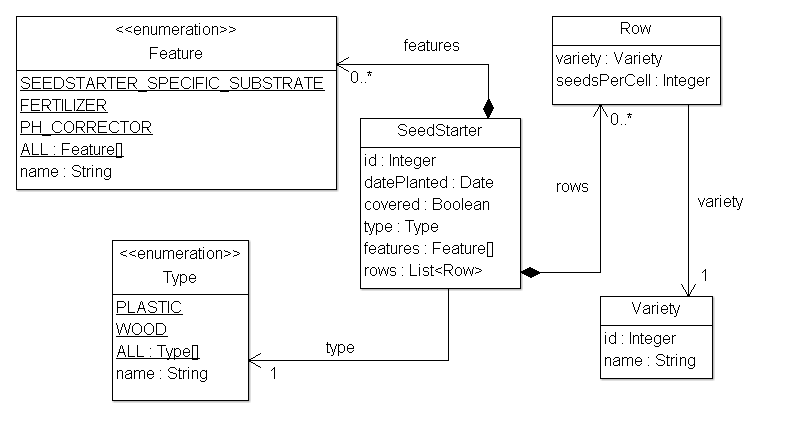 <<enumeration>>
Feature
SEEDSTARTER_SPECIFIC_SUBSTRATE
FERTILIZER
PH_CORRECTOR
ALL : Feature[]
name : String
features
0..*
Row
variety : Variety
seedsPerCell : Integer
0..*
SeedStarter
id : Integer
datePlanted : Date
covered : Boolean
type : Type
features : Feature[]
rows : List<Row>
rows
variety
<<enumeration>>
Type
PLASTIC
WOOD
ALL : Type[]
name : String
type
1
1
Variety
id : Integer
name : String